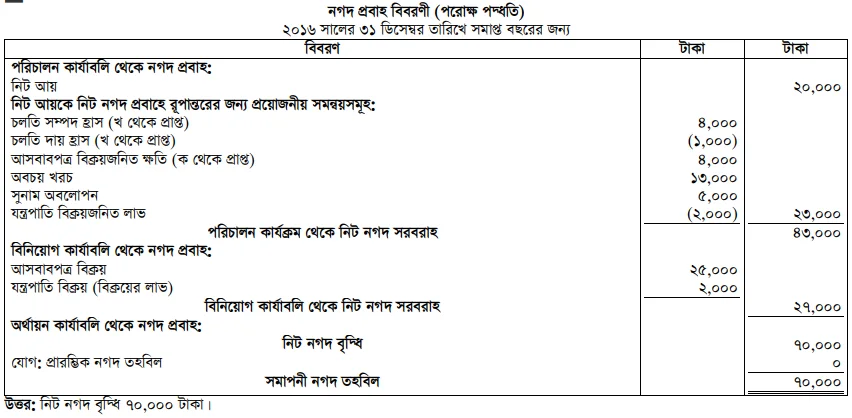 নগদ প্রবাহ বিবরণী (পরোক্ষ পদ্ধতি)
২০১৬ সালের ৩১ ডিসেম্বর তারিখে সমাপ্ত বছরের জন্য
বিবরণ টাকা টাকা
পরিচালন কার্যাবলি থেকে নগদ প্রবাহ:
নিট আয় ২০,০০০
নিট আয়কে নিট নগদ প্রবাহে রূপান্তরের জন্য প্রয়োজনীয় সমন্বয়সমূহ:
চলতি সম্পদ হ্রাস (খ থেকে প্রাপ্ত) ৪,০০০
চলতি দায় হ্রাস (খ থেকে প্রাপ্ত) (১,০০০)
আসবাবপত্র বিক্রয়জনিত ক্ষতি (ক থেকে প্রাপ্ত) ৪,০০০
অবচয় খরচ ১৩,০০০
সুনাম অবলোপন ৫,০০০
যন্ত্রপাতি বিক্রয়জনিত লাভ (২,০০০) ২৩,০০০
পরিচালন কার্যক্রম থেকে নিট নগদ সরবরাহ ৪৩,০০০
বিনিয়োগ কার্যাবলি থেকে নগদ প্রবাহ:
আসবাবপত্র বিক্রয় ২৫,০০০
যন্ত্রপাতি বিক্রয় (বিক্রয়ের লাভ) ২,০০০
বিনিয়োগ কার্যাবলি থেকে নিট নগদ সরবরাহ ২৭,০০০
অর্থায়ন কার্যাবলি থেকে নগদ প্রবাহ:
নিট নগদ বৃদ্ধি ৭০,০০০
যোগ: প্রারম্ভিক নগদ তহবিল ০
সমাপনী নগদ তহবিল ৭০,০০০
উত্তর: নিট নগদ বৃদ্ধি ৭০,০০০ টাকা।